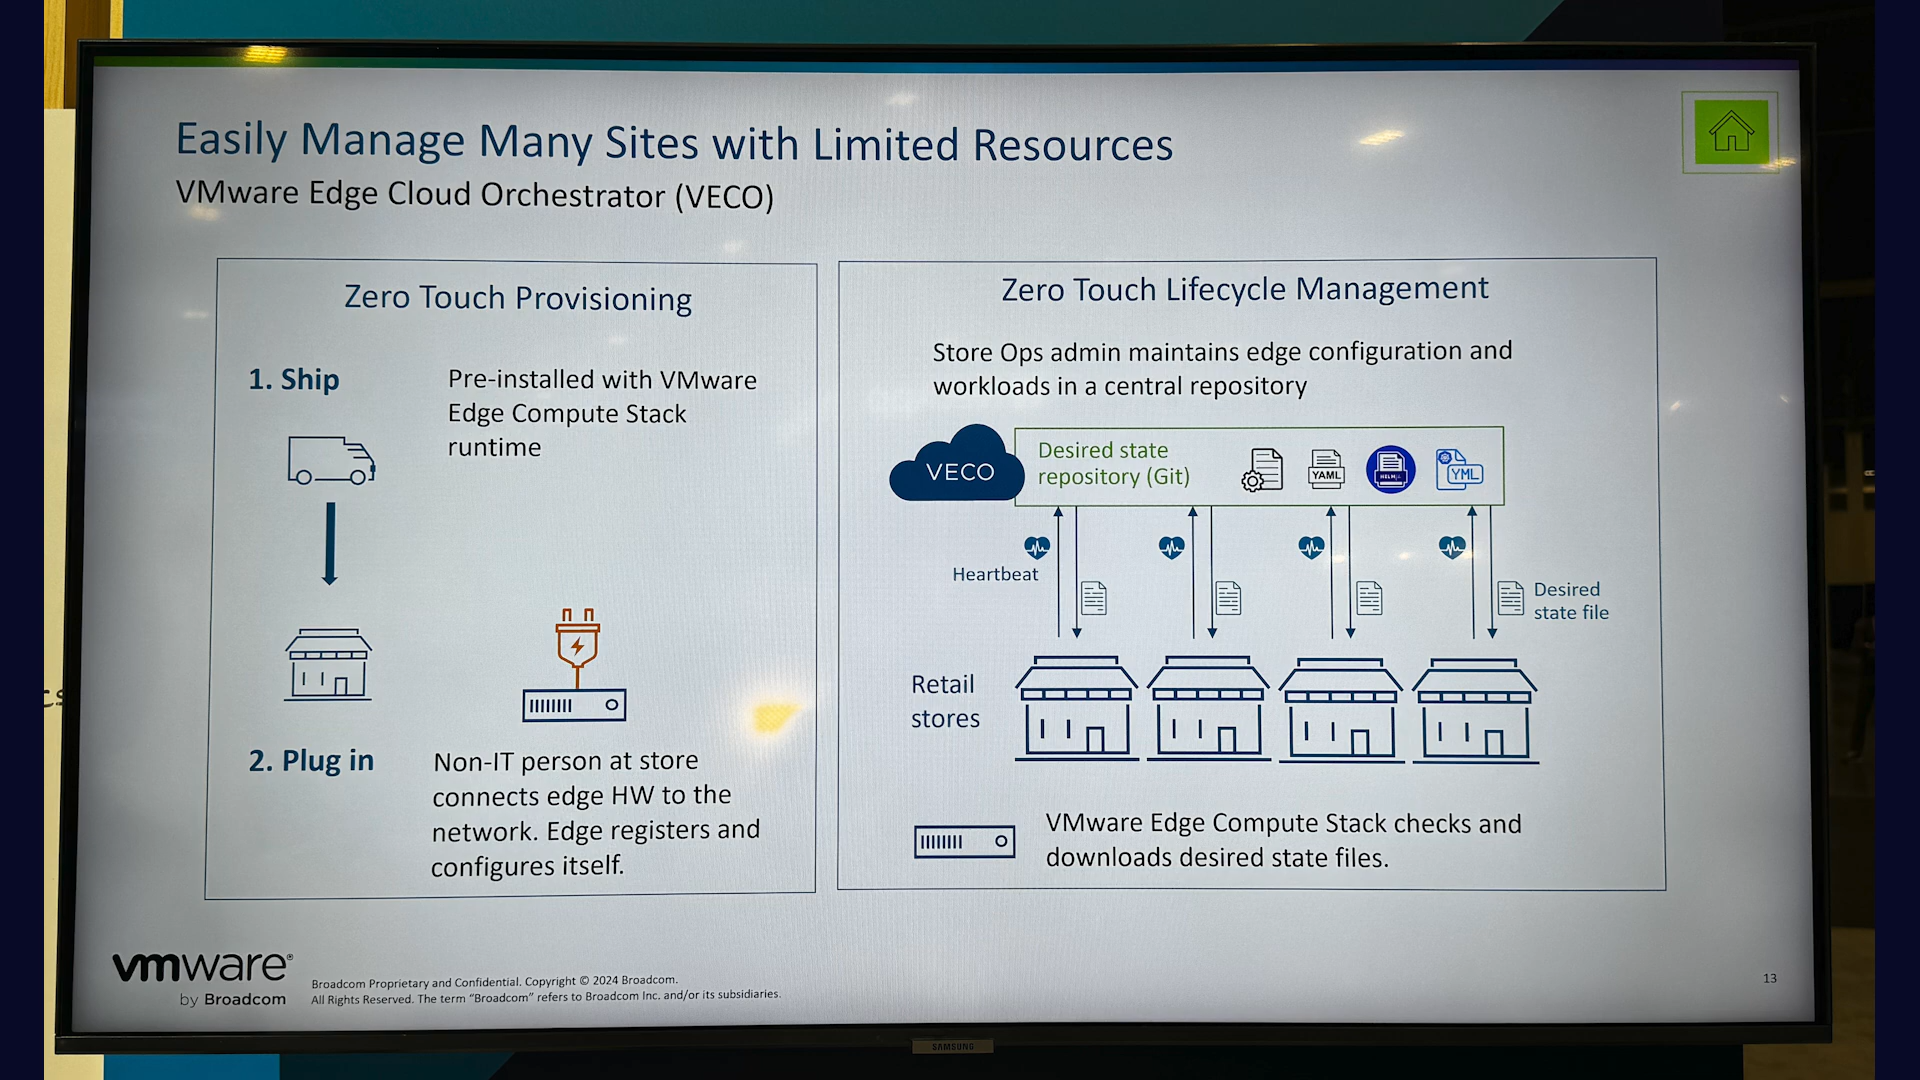 Easily Manage Many Sites with Limited Resources
VMware Edge Cloud Orchestrator (VECO)
Zero Touch Provisioning
1. Ship
Pre-installed with VMware
Edge Compute Stack
runtime
2. Plug in
Non-IT person at store
connects edge HW to the
network. Edge registers and
configures itself.
Zero Touch Lifecycle Management
Store Ops admin maintains edge configuration and
workloads in a central repository
VECO
Desired state
repository (Git)
YAML
HELM
YML
Heartbeat
Desired
state file
Retail
stores
VMware Edge Compute Stack checks and
downloads desired state files.
vmware®
by Broadcom
Broadcom Proprietary and Confidential. Copyright © 2024 Broadcom.
All Rights Reserved. The term “Broadcom” refers to Broadcom Inc. and/or its subsidiaries.
13
SAMSUNG